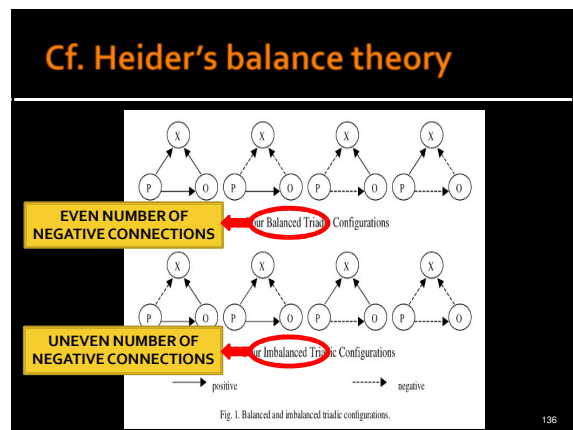 Cf. Heider's balance theory
X X X X
P O P O P O P O
EVEN NUMBER OF
NEGATIVE CONNECTIONS
our Balanced Triadic Configurations
X X X X
P O P O P O P O
UNEVEN NUMBER OF
NEGATIVE CONNECTIONS
our Imbalanced Triadic Configurations
positive negative
Fig. 1. Balanced and imbalanced triadic configurations.
136